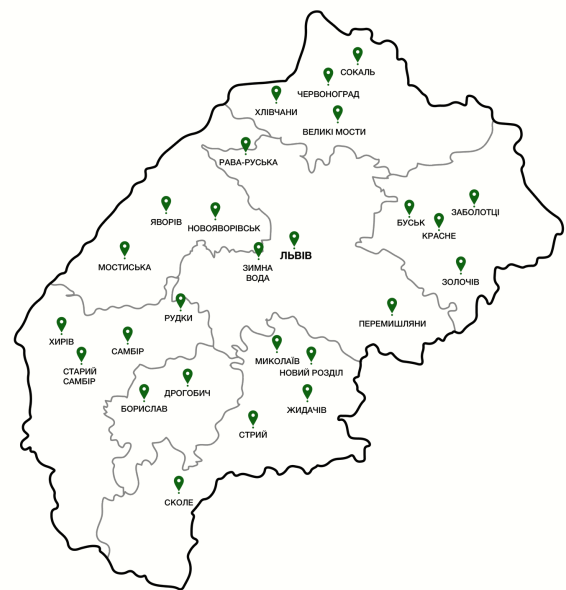 СОКАЛЬ
ЧЕРВОНОГРАД
ХЛІВЧАНИ
ВЕЛИКІ МОСТИ
РАВА-РУСЬКА
ЗАБОЛОТЦІ
ЯВОРІВ
НОВОЯВОРІВСЬК
БУСЬК
КРАСНЕ
ЛЬВІВ
МОСТИСЬКА
ЗИМНА
ВОДА
ЗОЛОЧІВ
РУДКИ
ПЕРЕМИШЛЯНИ
ХИРІВ
САМБІР
СТАРИЙ
САМБІР
МИКОЛАЇВ
НОВИЙ РОЗДІЛ
ДРОГОБИЧ
БОРИСЛАВ
ЖИДАЧІВ
СТРИЙ
СКОЛЕ